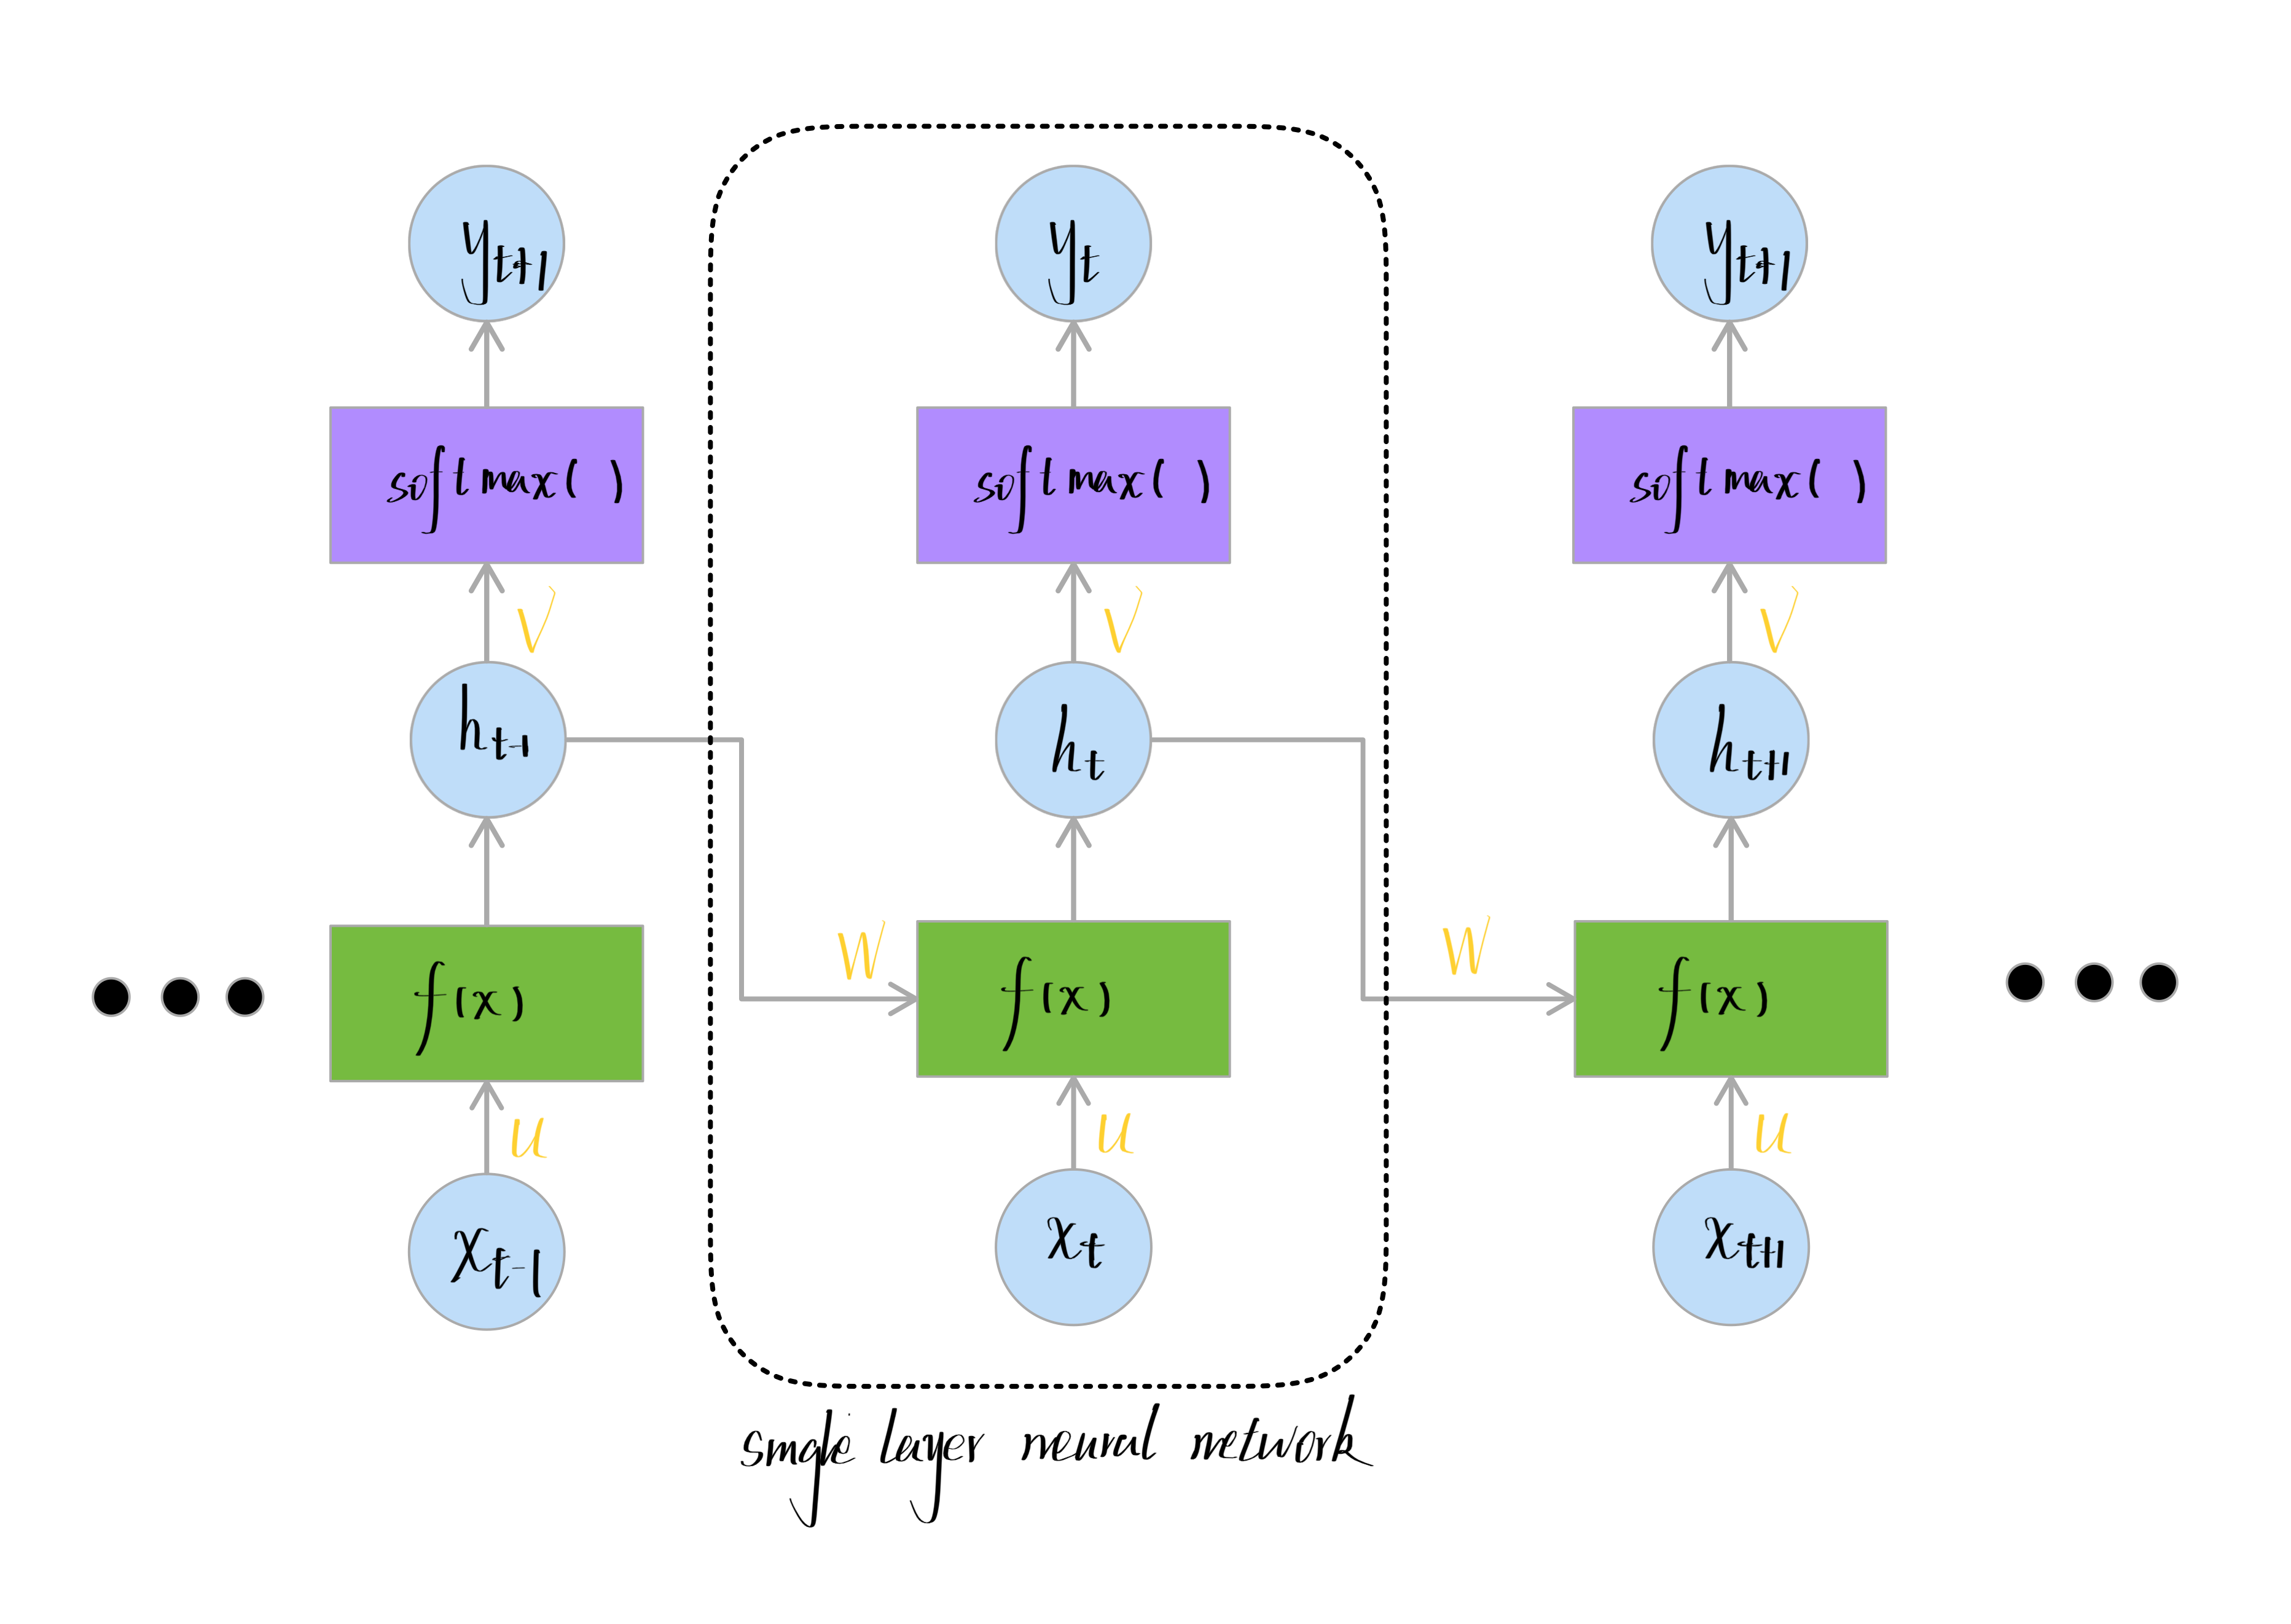 y_{t+1} y_t y_{t+1}
softmax( ) softmax( ) softmax( )
V V V
h_{t-1} h_t h_{t+1}
W W
f(x) f(x) f(x)
u u u
x_{t-1} x_t x_{t+1}
single layer neural network